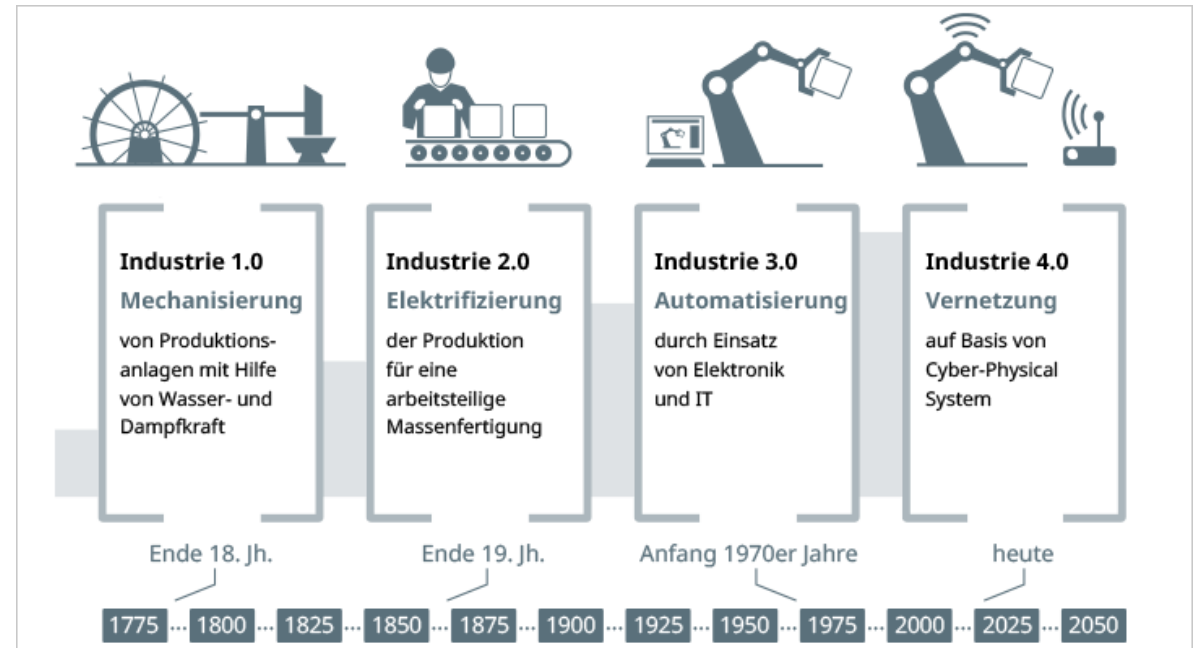 Industrie 1.0
Mechanisierung
von Produktions-
anlagen mit Hilfe
von Wasser- und
Dampfkraft
Industrie 2.0
Elektrifizierung
der Produktion
für eine
arbeitsteilige
Massenfertigung
Industrie 3.0
Automatisierung
durch Einsatz
von Elektronik
und IT
Industrie 4.0
Vernetzung
auf Basis von
Cyber-Physical
System
Ende 18. Jh.
Ende 19. Jh.
Anfang 1970er Jahre
heute
1775 ... 1800 ... 1825 ... 1850 ... 1875 ... 1900 ... 1925 ... 1950 ... 1975 ... 2000 ... 2025 ... 2050